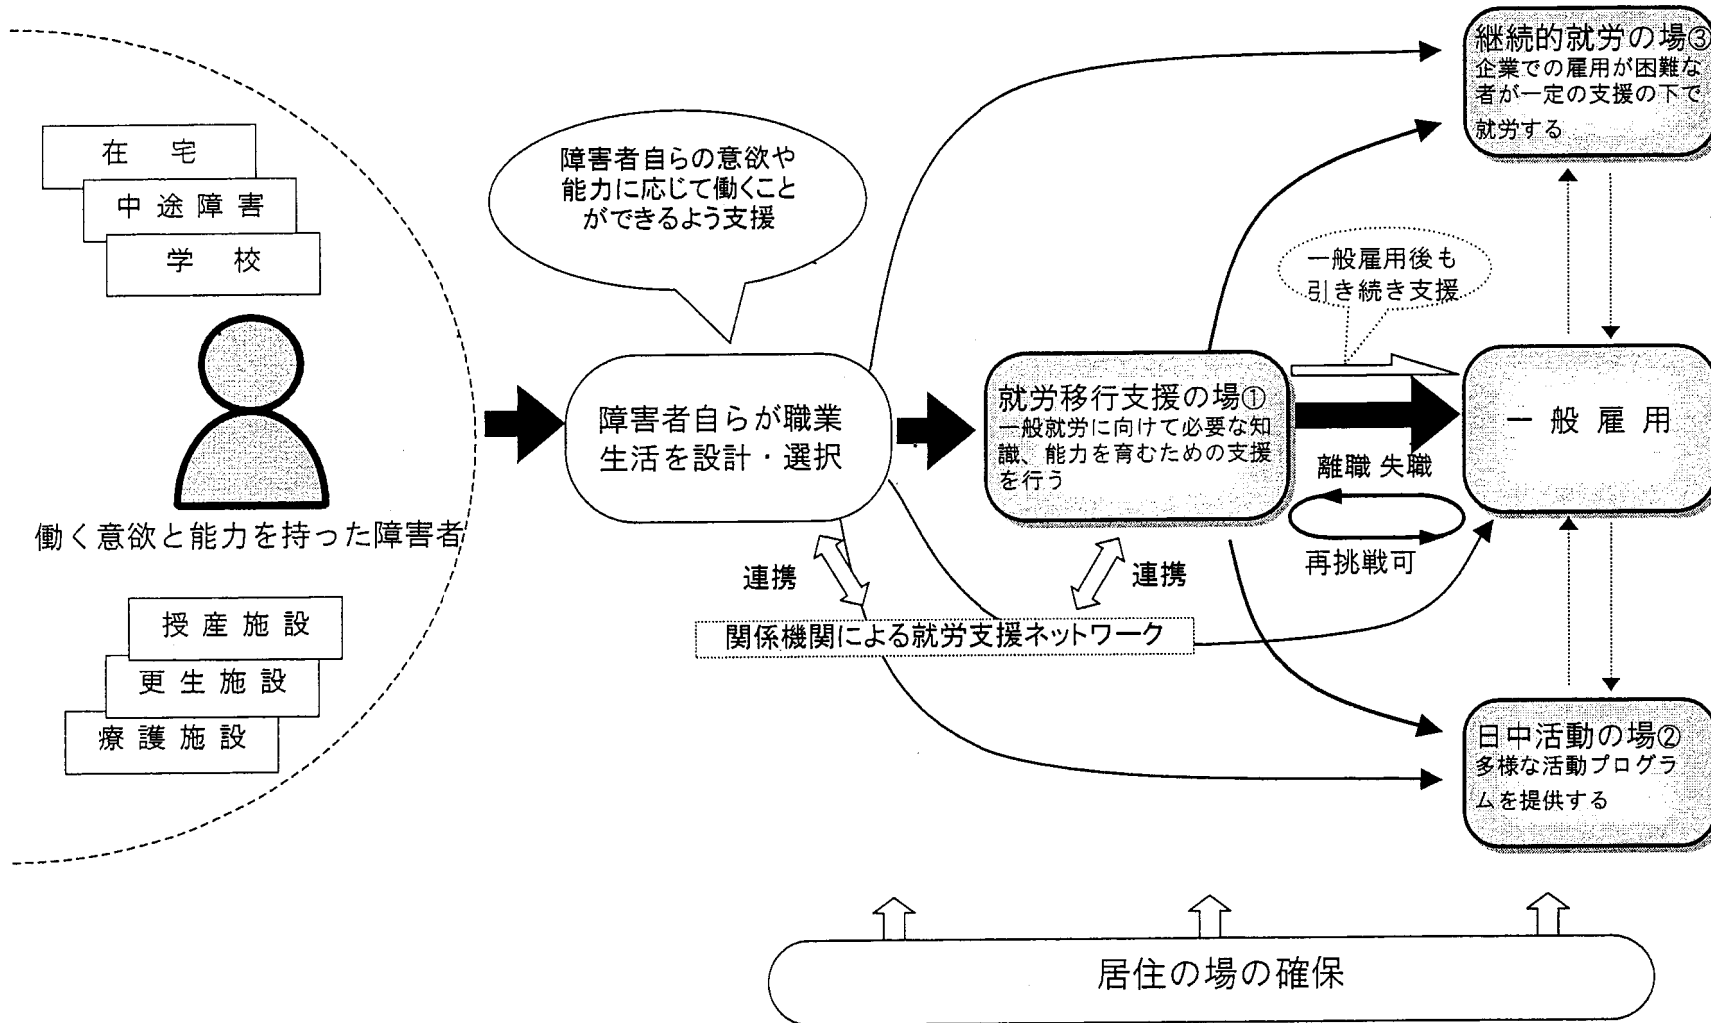 在 宅
中途障害
学 校
働く意欲と能力を持った障害者
授産施設
更生施設
療護施設
障害者自らの意欲や
能力に応じて働くこと
ができるよう支援
障害者自らが職業
生活を設計・選択
連携
連携
関係機関による就労支援ネットワーク
就労移行支援の場①
一般就労に向けて必要な知
識、能力を育むための支援
を行う
一般雇用後も
引き続き支援
離職 失職
再挑戦可
継続的就労の場③
企業での雇用が困難な
者が一定の支援の下で
就労する
一般雇用
日中活動の場②
多様な活動プログラ
ムを提供する
居住の場の確保